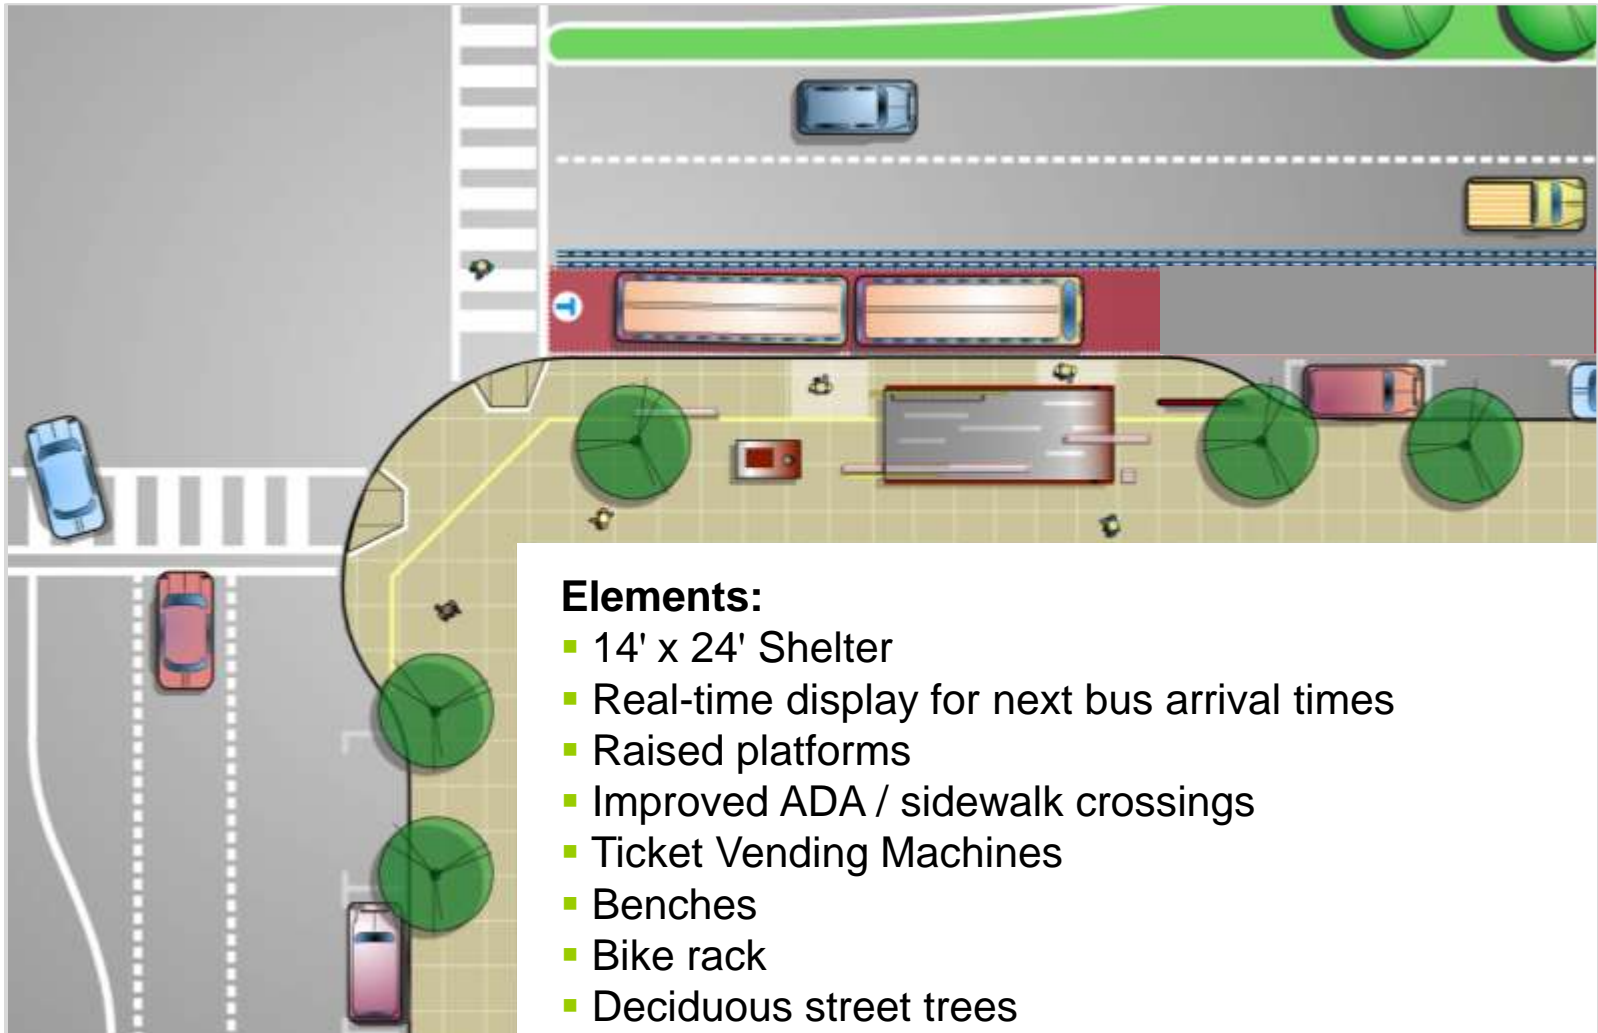 T
Elements:
▪ 14' x 24' Shelter
▪ Real-time display for next bus arrival times
▪ Raised platforms
▪ Improved ADA / sidewalk crossings
▪ Ticket Vending Machines
▪ Benches
▪ Bike rack
▪ Deciduous street trees